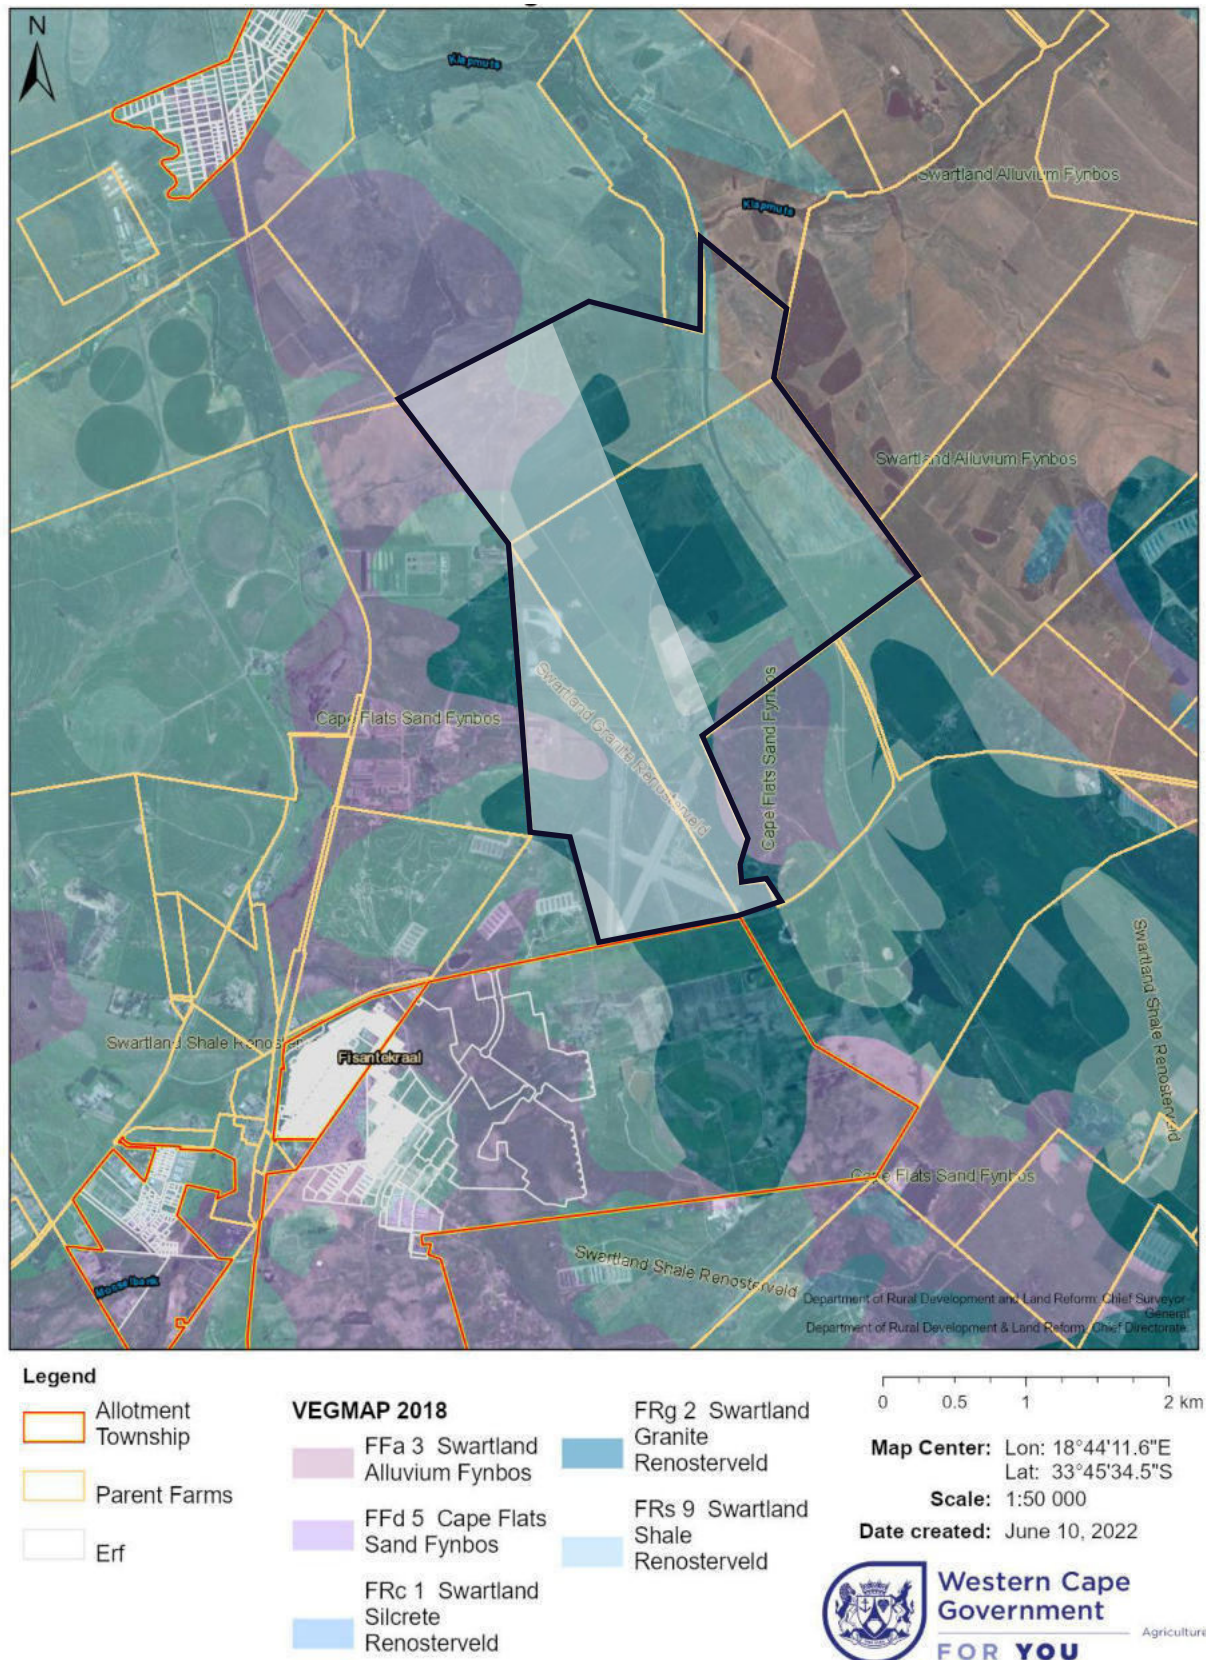 N
Klapmuts
Swartland Alluvium Fynbos
Klapmuts
Swartland Alluvium Fynbos
Swartland Granite Renosterveld
Cape Flats Sand Fynbos
Cape Flats Sand Fynbos
Swartland Shale Renosterveld
Swartland Shale Renosterveld
Fisantekraal
Cape Flats Sand Fynbos
Swartland Shale Renosterveld
Mosselbank
Department of Rural Development and Land Reform: Chief Surveyor-
General
Department of Rural Development & Land Reform, Chief Directorate:
Legend
Allotment
Township
Parent Farms
Erf
VEGMAP 2018
FFa 3 Swartland
Alluvium Fynbos
FFd 5 Cape Flats
Sand Fynbos
FRc 1 Swartland
Silcrete
Renosterveld
FRg 2 Swartland
Granite
Renosterveld
FRs 9 Swartland
Shale
Renosterveld
0 0.5 1 2 km
Map Center: Lon: 18°44'11.6"E
Lat: 33°45'34.5"S
Scale: 1:50 000
Date created: June 10, 2022
Western Cape
Government
Agriculture
FOR YOU